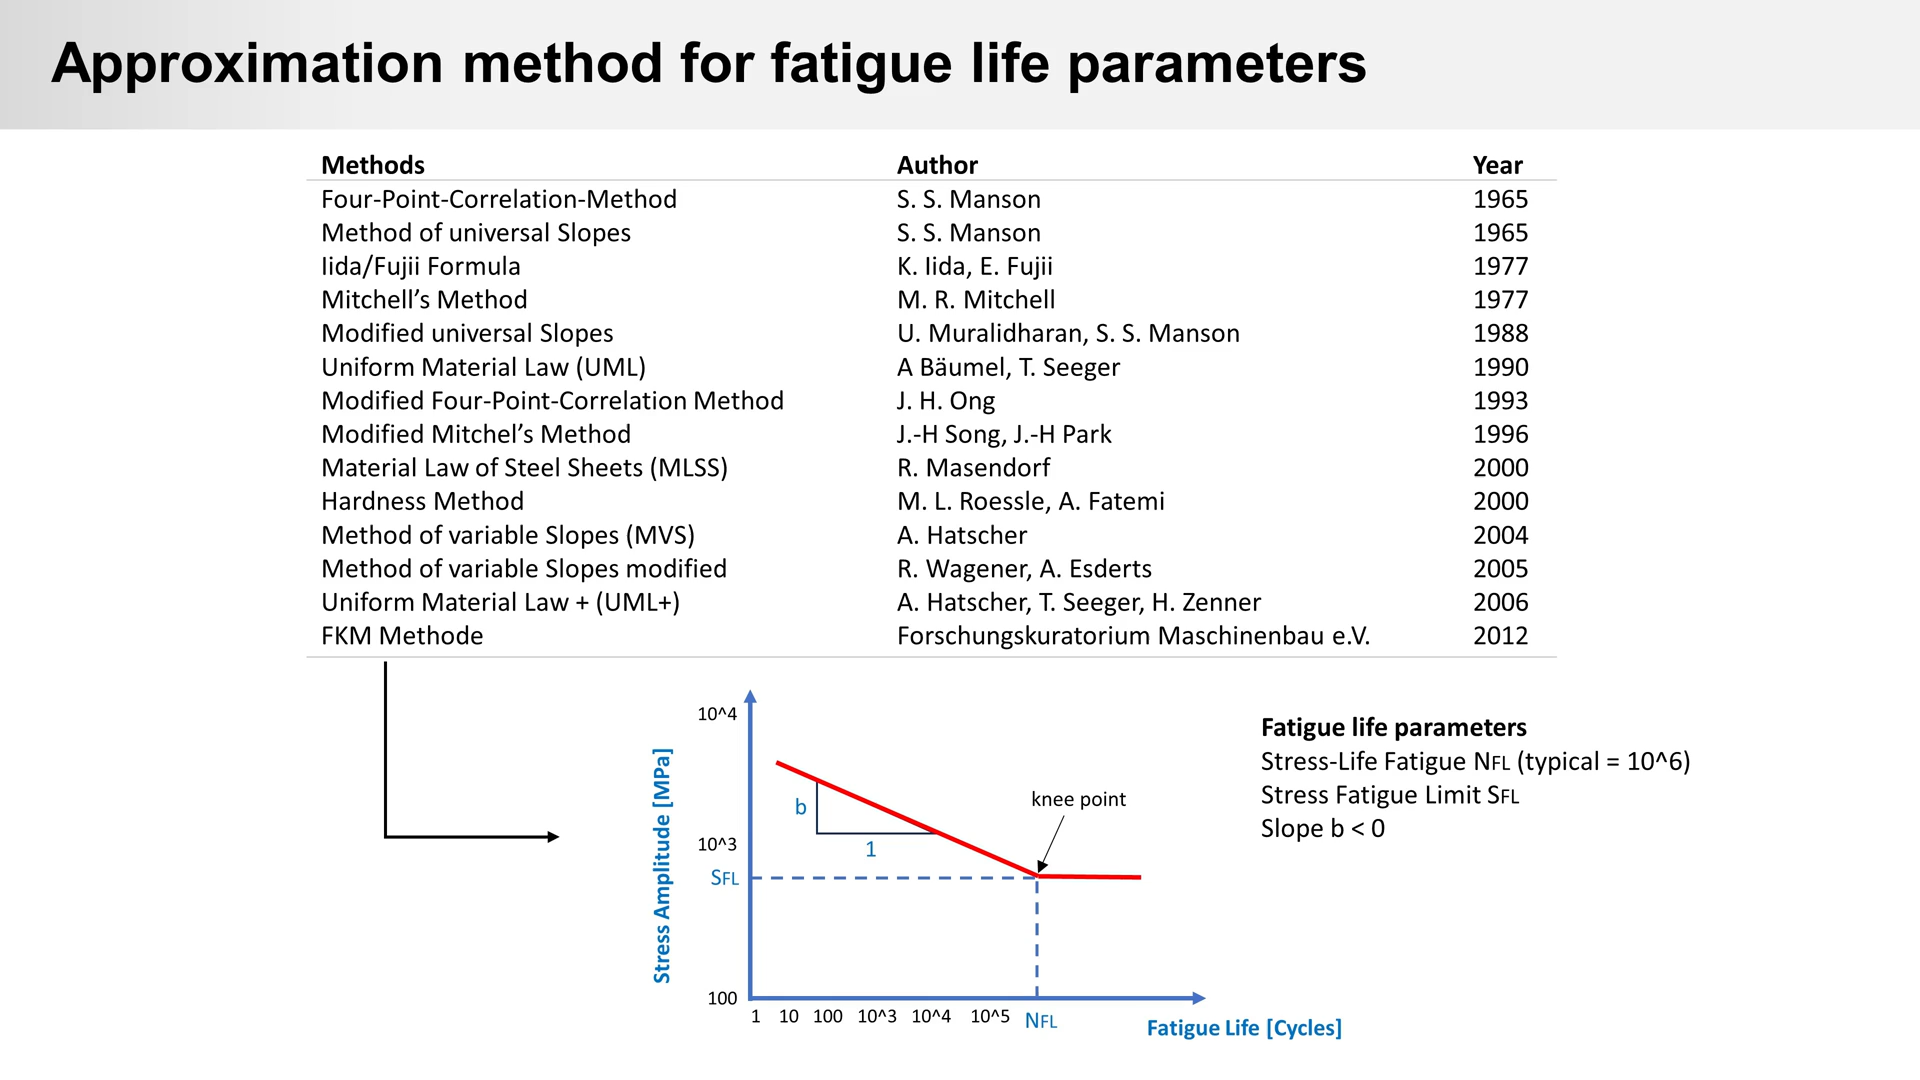 Approximation method for fatigue life parameters
Methods Author Year
Four-Point-Correlation-Method S. S. Manson 1965
Method of universal Slopes S. S. Manson 1965
Iida/Fujii Formula K. Iida, E. Fujii 1977
Mitchell’s Method M. R. Mitchell 1977
Modified universal Slopes U. Muralidharan, S. S. Manson 1988
Uniform Material Law (UML) A Bäumel, T. Seeger 1990
Modified Four-Point-Correlation Method J. H. Ong 1993
Modified Mitchel’s Method J.-H Song, J.-H Park 1996
Material Law of Steel Sheets (MLSS) R. Masendorf 2000
Hardness Method M. L. Roessle, A. Fatemi 2000
Method of variable Slopes (MVS) A. Hatscher 2004
Method of variable Slopes modified R. Wagener, A. Esderts 2005
Uniform Material Law + (UML+) A. Hatscher, T. Seeger, H. Zenner 2006
FKM Methode Forschungskuratorium Maschinenbau e.V. 2012
Stress Amplitude [MPa]
10^4
10^3
SFL
100
b
1
knee point
1 10 100 10^3 10^4 10^5 NFL
Fatigue Life [Cycles]
Fatigue life parameters
Stress-Life Fatigue NFL (typical = 10^6)
Stress Fatigue Limit SFL
Slope b < 0